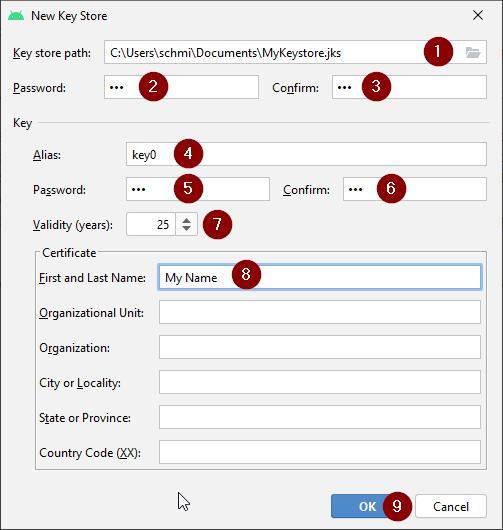 New Key Store
Key store path: C:\Users\schmi\Documents\MyKeystore.jks 1
Password: ••• 2 Confirm: ••• 3
Key
Alias: key0 4
Password: ••• 5 Confirm: ••• 6
Validity (years): 25 7
Certificate
First and Last Name: My Name 8
Organizational Unit:
Organization:
City or Locality:
State or Province:
Country Code (XX):
OK 9 Cancel